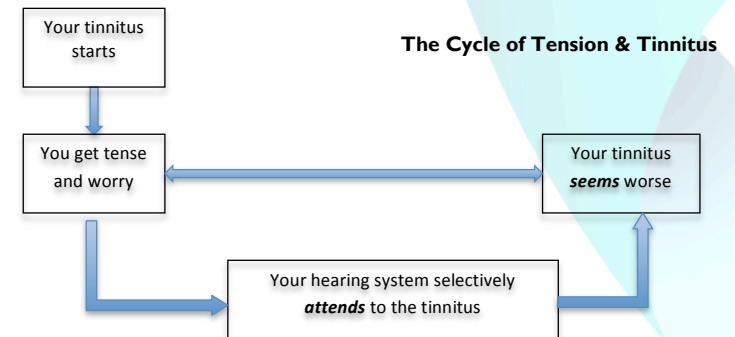 The Cycle of Tension & Tinnitus
Your tinnitus
starts
You get tense
and worry
Your tinnitus
seems worse
Your hearing system selectively
attends to the tinnitus